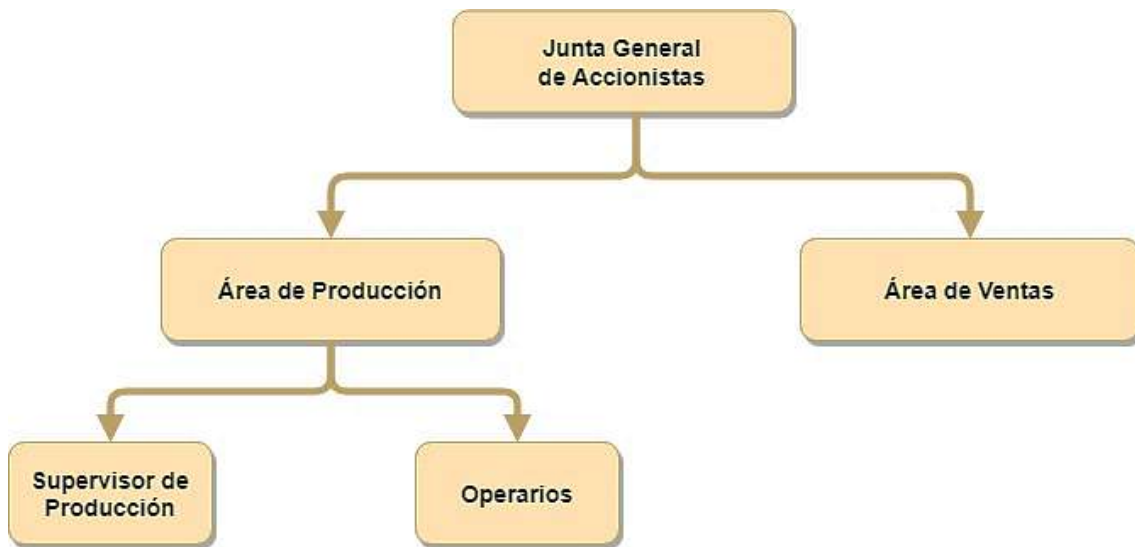 Junta General
de Accionistas
Área de Producción
Área de Ventas
Supervisor de
Producción
Operarios